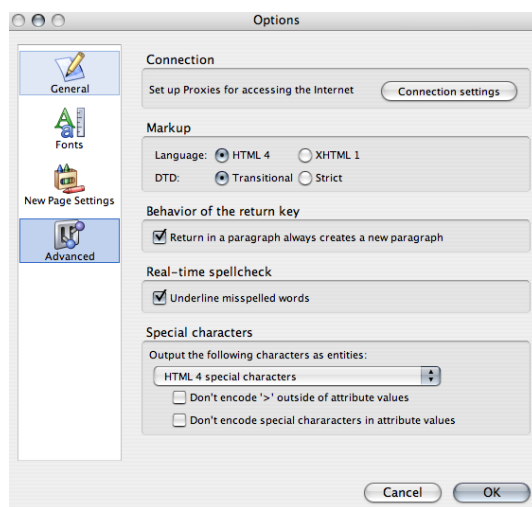 Options
General
Fonts
New Page Settings
Advanced
Connection
Set up Proxies for accessing the Internet Connection settings
Markup
Language: HTML 4 XHTML 1
DTD: Transitional Strict
Behavior of the return key
Return in a paragraph always creates a new paragraph
Real-time spellcheck
Underline misspelled words
Special characters
Output the following characters as entities:
HTML 4 special characters
Don't encode '>' outside of attribute values
Don't encode special chararacters in attribute values
Cancel OK